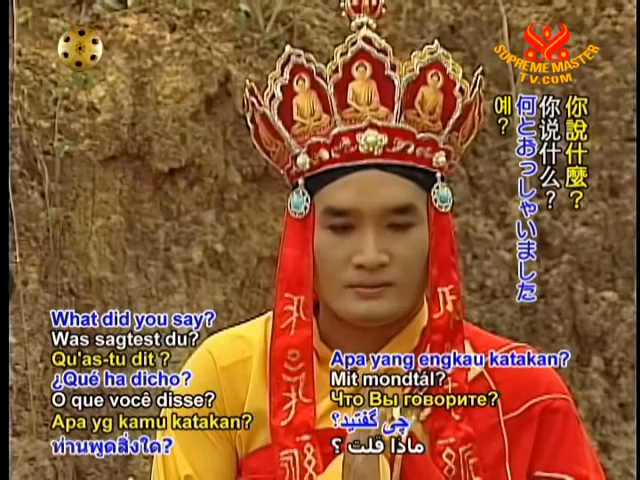 SUPREME MASTER
TV.COM
你說什麼?
你说什么?
何とおっしゃいました
예?
What did you say?
Was sagtest du?
Qu'as-tu dit ?
¿Qué ha dicho?
O que você disse?
Apa yg kamu katakan?
ท่านพูดสิ่งใด?
Apa yang engkau katakan?
Mit mondtál?
Что Вы говорите?
چی گفتید؟
ماذا قلت ؟